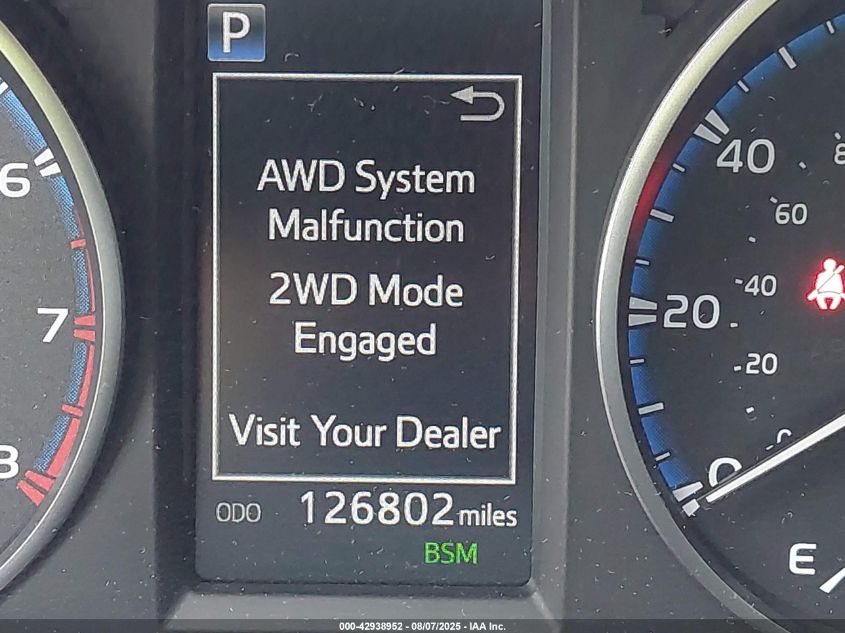 P
AWD System
Malfunction
2WD Mode
Engaged
Visit Your Dealer
ODO 126802 miles
BSM
6
7
8
40
60
40
20
20
0
0
E
000-42938952 - 08/07/2025 - IAA Inc.